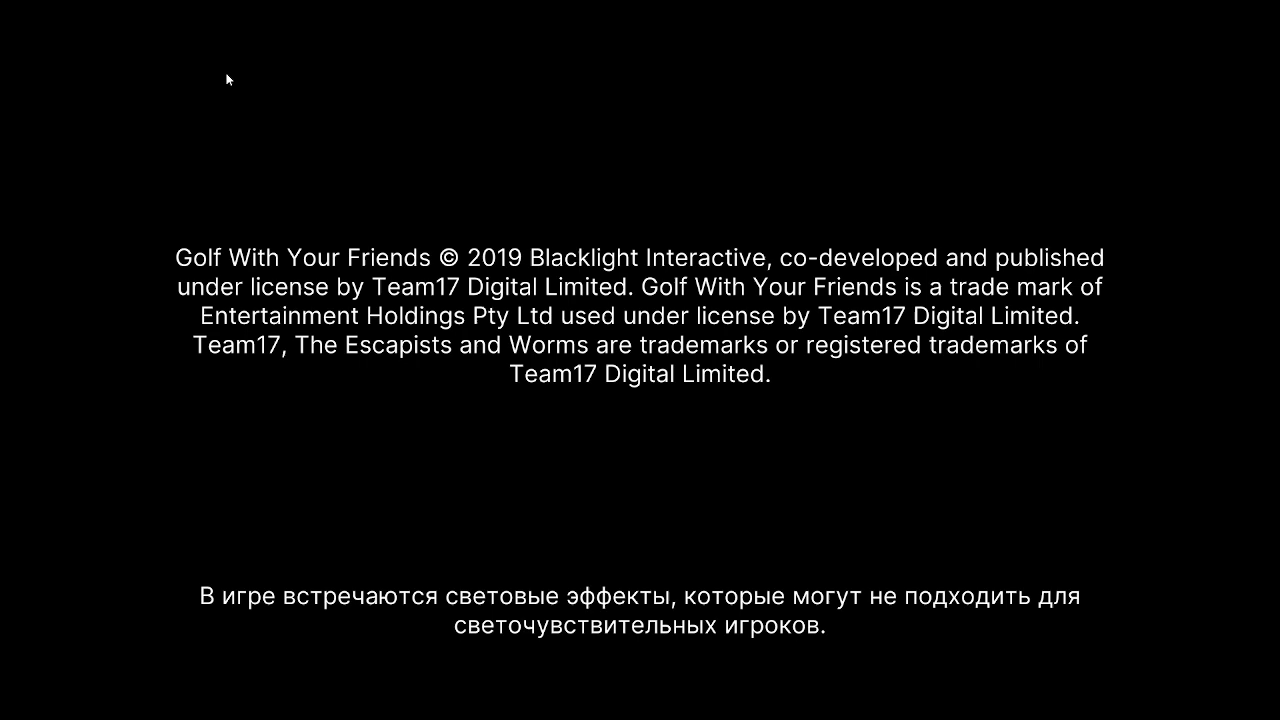 Golf With Your Friends © 2019 Blacklight Interactive, co-developed and published
under license by Team17 Digital Limited. Golf With Your Friends is a trade mark of
Entertainment Holdings Pty Ltd used under license by Team17 Digital Limited.
Team17, The Escapists and Worms are trademarks or registered trademarks of
Team17 Digital Limited.
В игре встречаются световые эффекты, которые могут не подходить для
светочувствительных игроков.